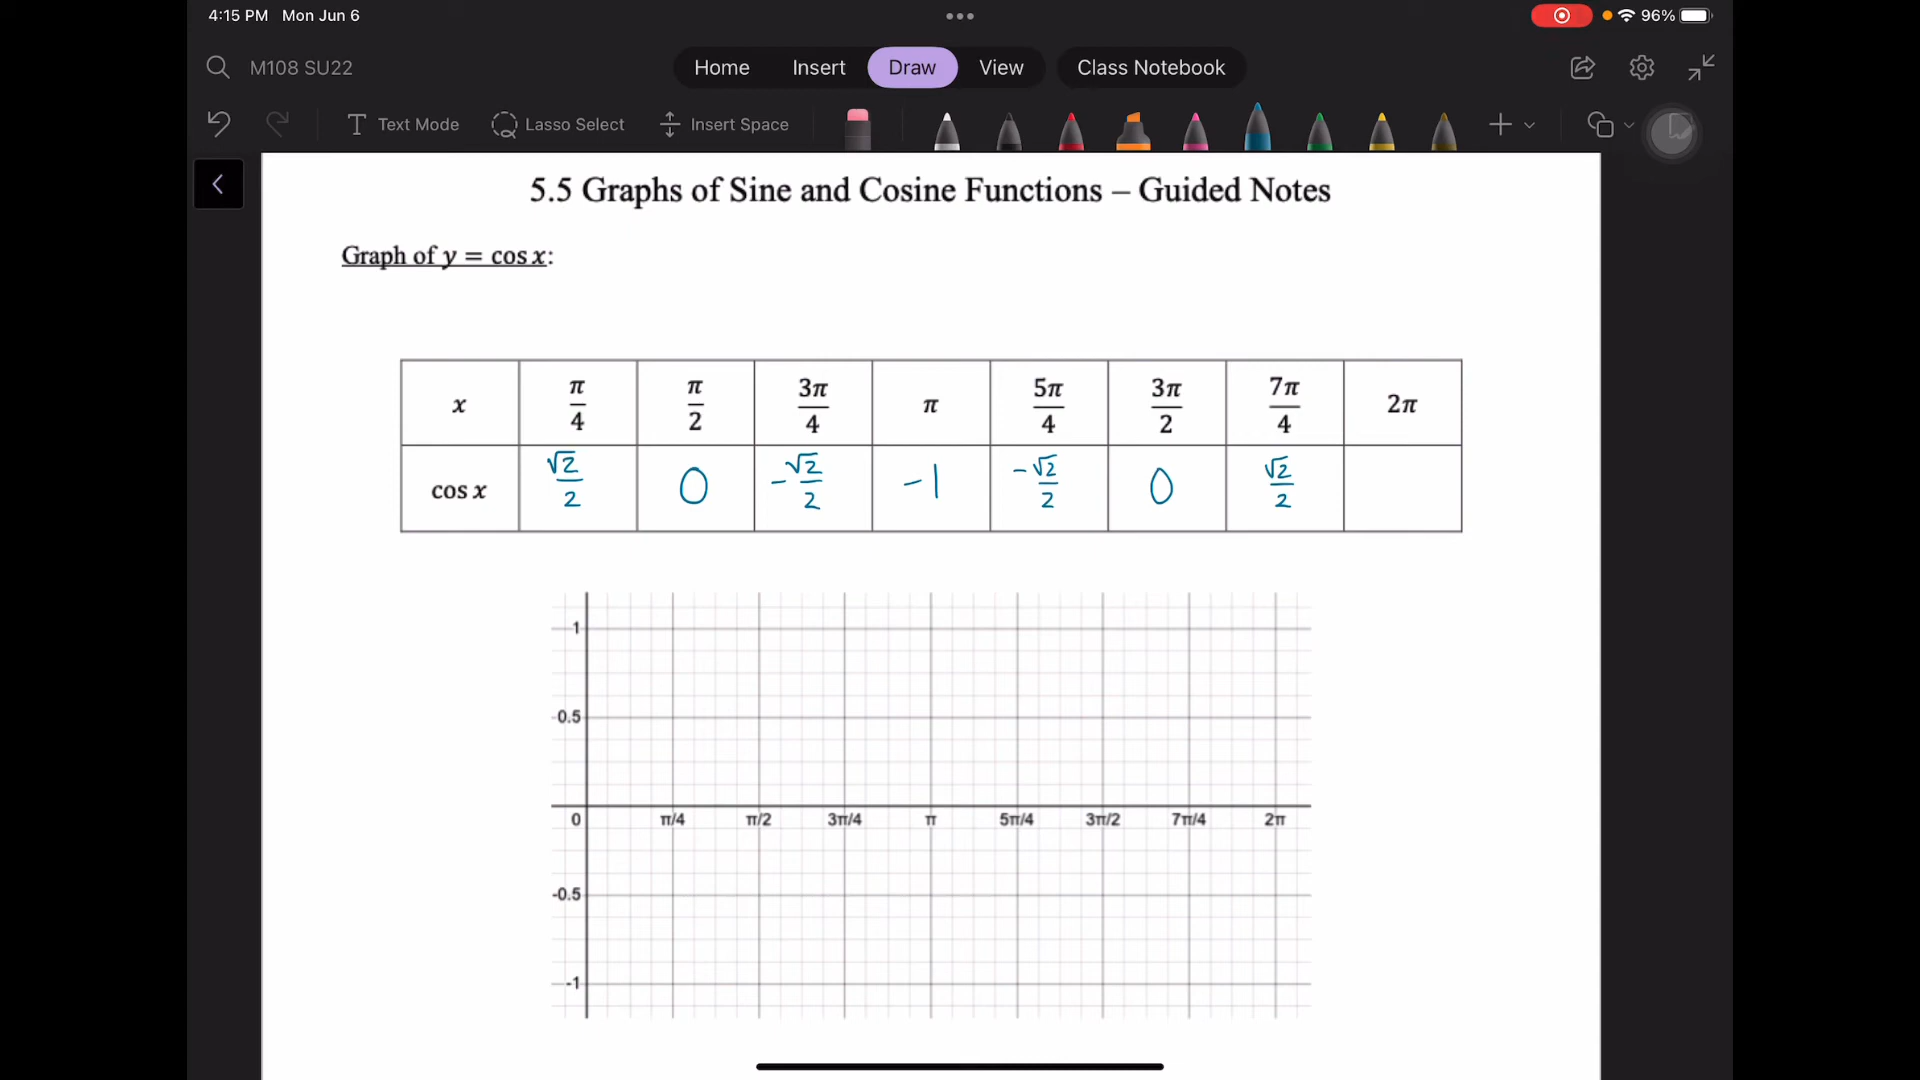 4:15 PM Mon Jun 6 96%
M108 SU22 Home Insert Draw View Class Notebook
Text Mode Lasso Select Insert Space
5.5 Graphs of Sine and Cosine Functions – Guided Notes
Graph of y = cos x:
x π/4 π/2 3π/4 π 5π/4 3π/2 7π/4 2π
cos x √2/2 0 -√2/2 -1 -√2/2 0 √2/2
1
0.5
0 π/4 π/2 3π/4 π 5π/4 3π/2 7π/4 2π
-0.5
-1